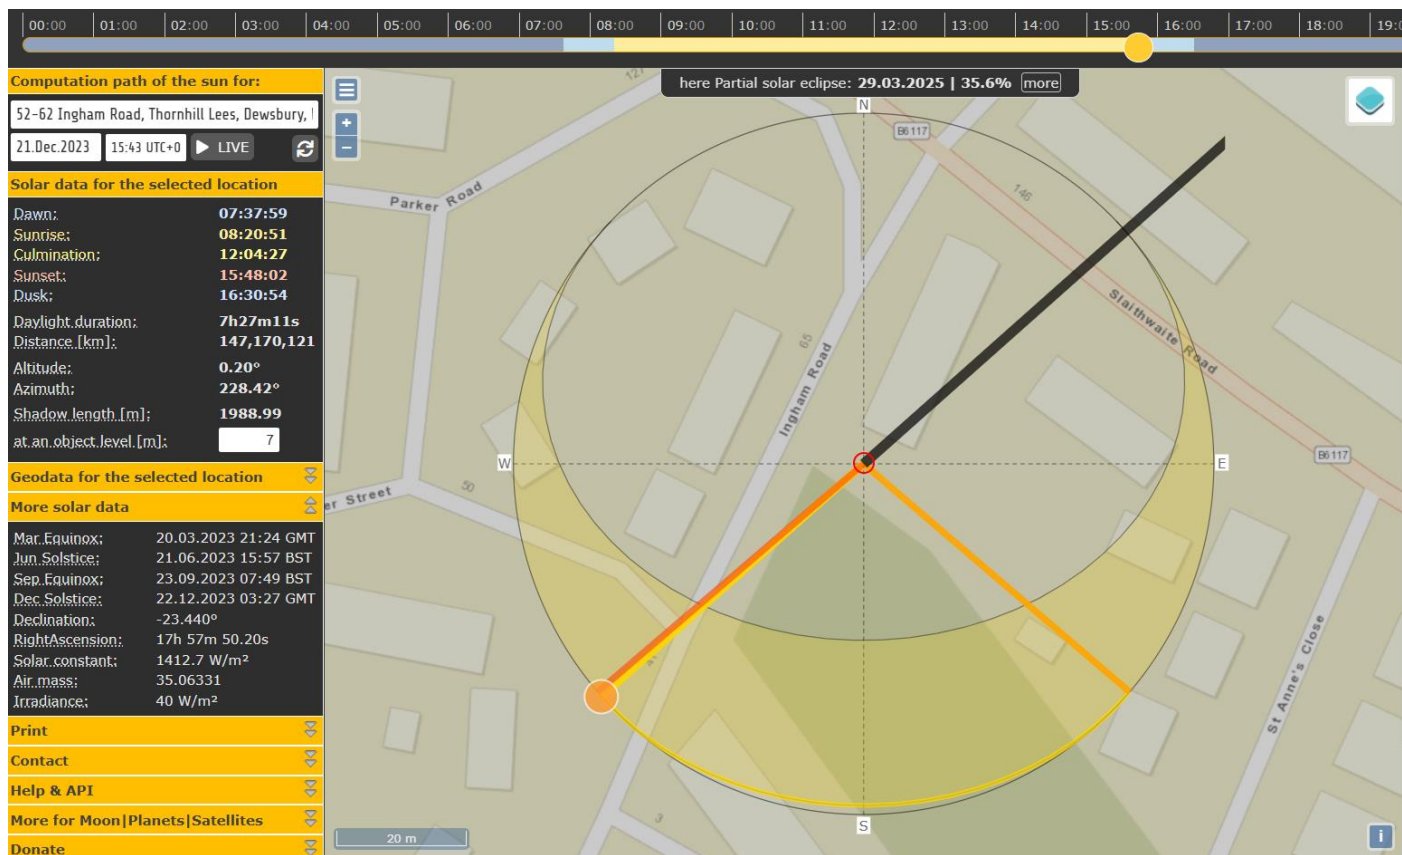 00:00 01:00 02:00 03:00 04:00 05:00 06:00 07:00 08:00 09:00 10:00 11:00 12:00 13:00 14:00 15:00 16:00 17:00 18:00 19:
Computation path of the sun for:
52-62 Ingham Road, Thornhill Lees, Dewsbury,
21.Dec.2023 15:43 UTC+0 LIVE
Solar data for the selected location
Dawn: 07:37:59
Sunrise: 08:20:51
Culmination: 12:04:27
Sunset: 15:48:02
Dusk: 16:30:54
Daylight duration: 7h27m11s
Distance [km]: 147,170,121
Altitude: 0.20°
Azimuth: 228.42°
Shadow length [m]: 1988.99
at an object level [m]: 7
Geodata for the selected location
More solar data
Mar Equinox: 20.03.2023 21:24 GMT
Jun Solstice: 21.06.2023 15:57 BST
Sep Equinox: 23.09.2023 07:49 BST
Dec Solstice: 22.12.2023 03:27 GMT
Declination: -23.440°
RightAscension: 17h 57m 50.20s
Solar constant: 1412.7 W/m²
Air mass: 35.06331
Irradiance: 40 W/m²
Print
Contact
Help & API
More for Moon|Planets|Satellites
Donate
+
−
here Partial solar eclipse: 29.03.2025 | 35.6% more
127
N
B6117
146
Parker Road
Slaithwaite Road
65
Ingham Road
W
E
B6117
50
er Street
St Anne's Close
3
S
20 m
i